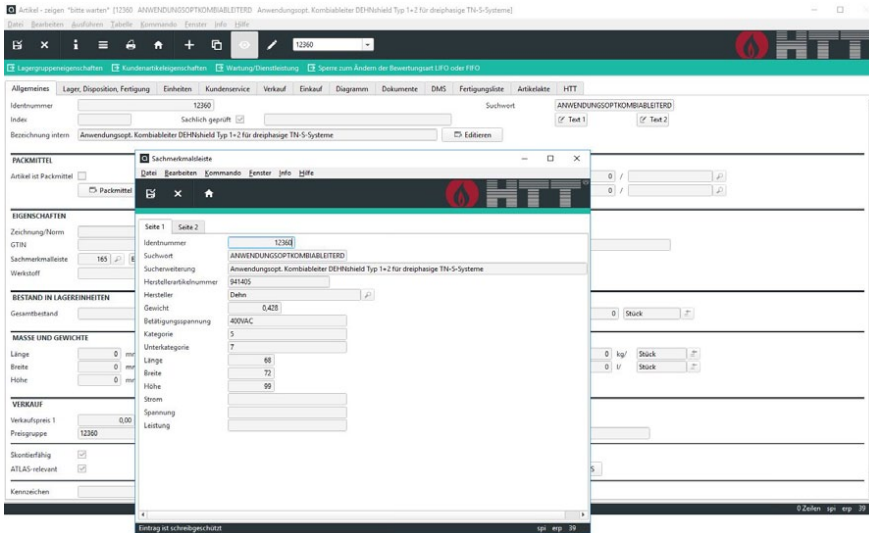 Artikel - zeigen *bitte warten* [12360 ANWENDUNGSOPTKOMBIABLEITERD Anwendungsopt. Kombiableiter DEHNshield Typ 1+2 für dreiphasige TN-S-Systeme]
Datei Bearbeiten Ausführen Tabelle Kommando Fenster Info Hilfe
12360
HTT
Lagergruppeneigenschaften Kundenartikeleigenschaften Wartung/Dienstleistung Sperre zum Ändern der Bewertungsart LIFO oder FIFO
Allgemeines Lager, Disposition, Fertigung Einheiten Kundenservice Verkauf Einkauf Diagramm Dokumente DMS Fertigungsliste Artikelakte HTT
Identnummer 12360 Suchwort ANWENDUNGSOPTKOMBIABLEITERD
Index Sachlich geprüft Text 1 Text 2
Bezeichnung intern Anwendungsopt. Kombiableiter DEHNshield Typ 1+2 für dreiphasige TN-S-Systeme Editieren
PACKMITTEL
Artikel ist Packmittel 0 /
Packmittel 0 /
EIGENSCHAFTEN
Zeichnung/Norm
GTIN
Sachmerkmalleiste 165
Werkstoff
BESTAND IN LAGEREINHEITEN
Gesamtbestand 0 Stück
MASSE UND GEWICHTE
Länge 0 mm 0 kg/ Stück
Breite 0 mm 0 l/ Stück
Höhe 0 mm
VERKAUF
Verkaufspreis 1 0,00
Preisgruppe 12360
Skontierfähig
ATLAS-relevant
Kennzeichen
0 Zeilen spi erp 39
Sachmerkmalsleiste
Datei Bearbeiten Kommando Fenster Info Hilfe
HTT
Seite 1 Seite 2
Identnummer 12360
Suchwort ANWENDUNGSOPTKOMBIABLEITERD
Sucherweiterung Anwendungsopt. Kombiableiter DEHNshield Typ 1+2 für dreiphasige TN-S-Systeme
Herstellerartikelnummer 941405
Hersteller Dehn
Gewicht 0,428
Betätigungsspannung 400VAC
Kategorie 5
Unterkategorie 7
Länge 68
Breite 72
Höhe 99
Strom
Spannung
Leistung
Eintrag ist schreibgeschützt spi erp 39